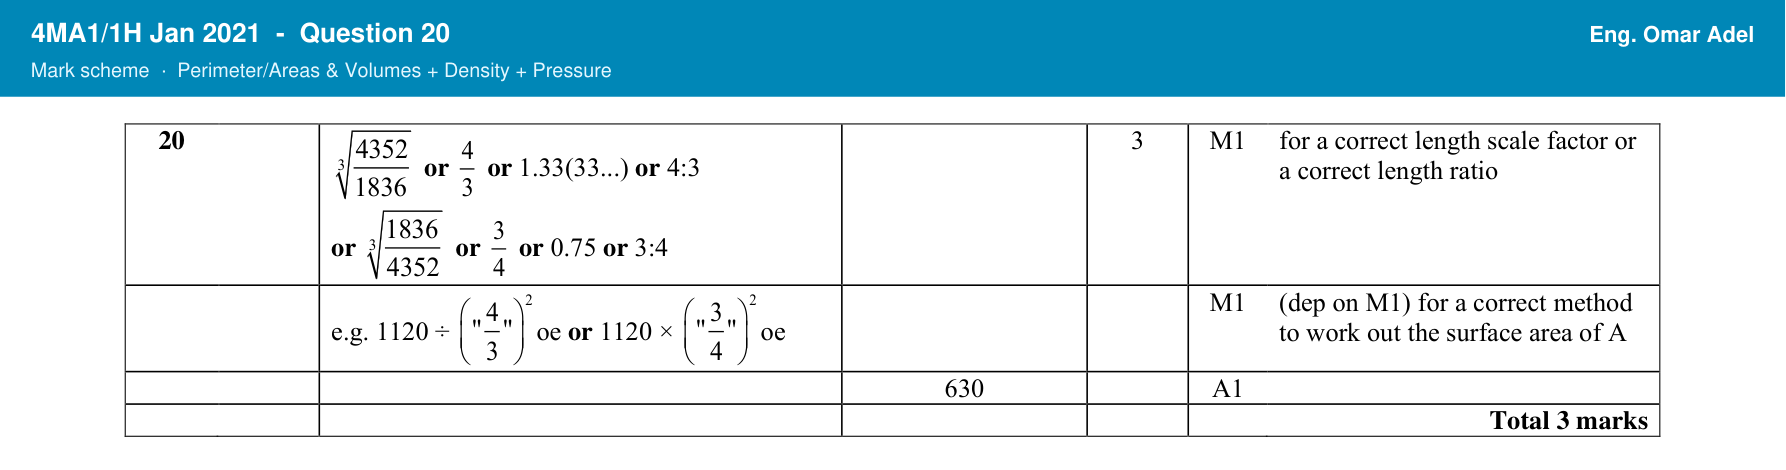 4MA1/1H Jan 2021 - Question 20
Eng. Omar Adel
Mark scheme · Perimeter/Areas & Volumes + Density + Pressure
20 ∛(4352/1836) or 4/3 or 1.33(33...) or 4:3 3 M1 for a correct length scale factor or
a correct length ratio
or ∛(1836/4352) or 3/4 or 0.75 or 3:4
e.g. 1120 ÷ ("4/3")² oe or 1120 × ("3/4")² oe M1 (dep on M1) for a correct method
to work out the surface area of A
630 A1
Total 3 marks